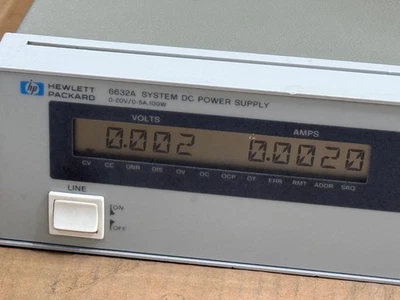 hp HEWLETT PACKARD
6632A SYSTEM DC POWER SUPPLY
0-20V/0-5A,100W
VOLTS AMPS
0.002 0.0020
CV CC UNR DIS OV OC OCP OT ERR RMT ADDR SRQ
LINE
ON
OFF